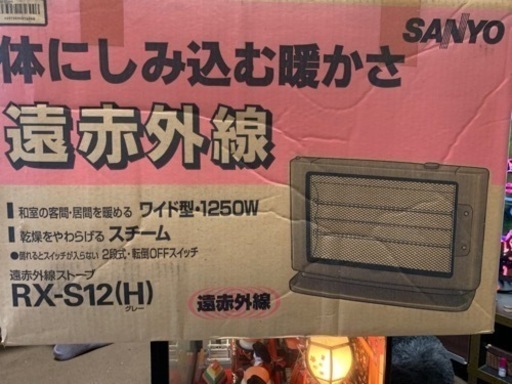 SANYO
体にしみ込む暖かさ
遠赤外線
和室の客間・居間を暖める ワイド型・1250W
乾燥をやわらげる スチーム
●倒れるとスイッチが入らない 2段式・転倒OFFスイッチ
遠赤外線ストーブ
RX-S12(H)
グレー
遠赤外線